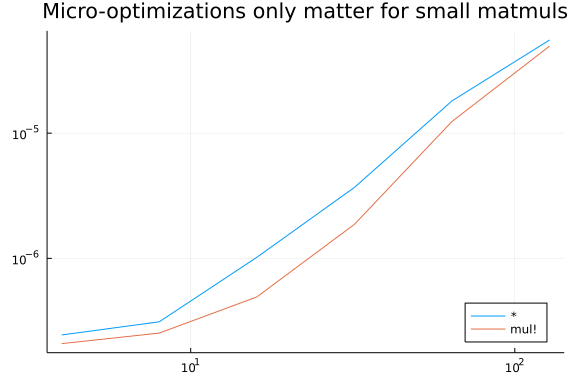 Micro-optimizations only matter for small matmuls
10⁻⁵
10⁻⁶
*
mul!
10¹
10²